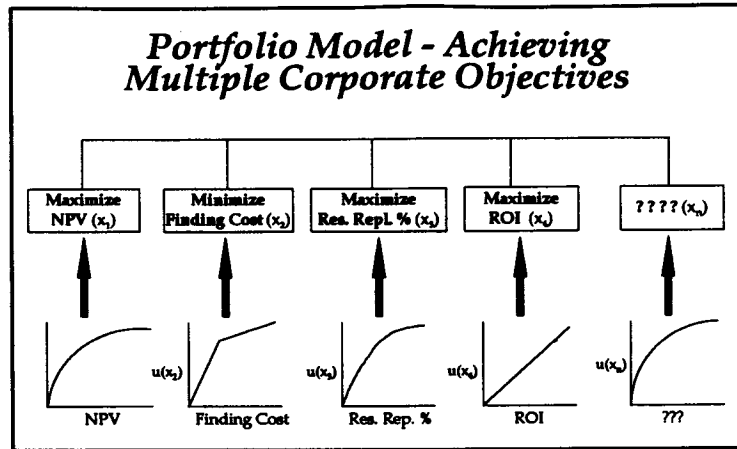 Portfolio Model - Achieving
Multiple Corporate Objectives
Maximize
NPV (x₁)
Minimize
Finding Cost (x₂)
Maximize
Res. Repl. % (x₃)
Maximize
ROI (x₄)
? ? ? ? (xₙ)
NPV
u(x₂)
Finding Cost
u(x₃)
Res. Rep. %
u(x₄)
ROI
u(xₙ)
???